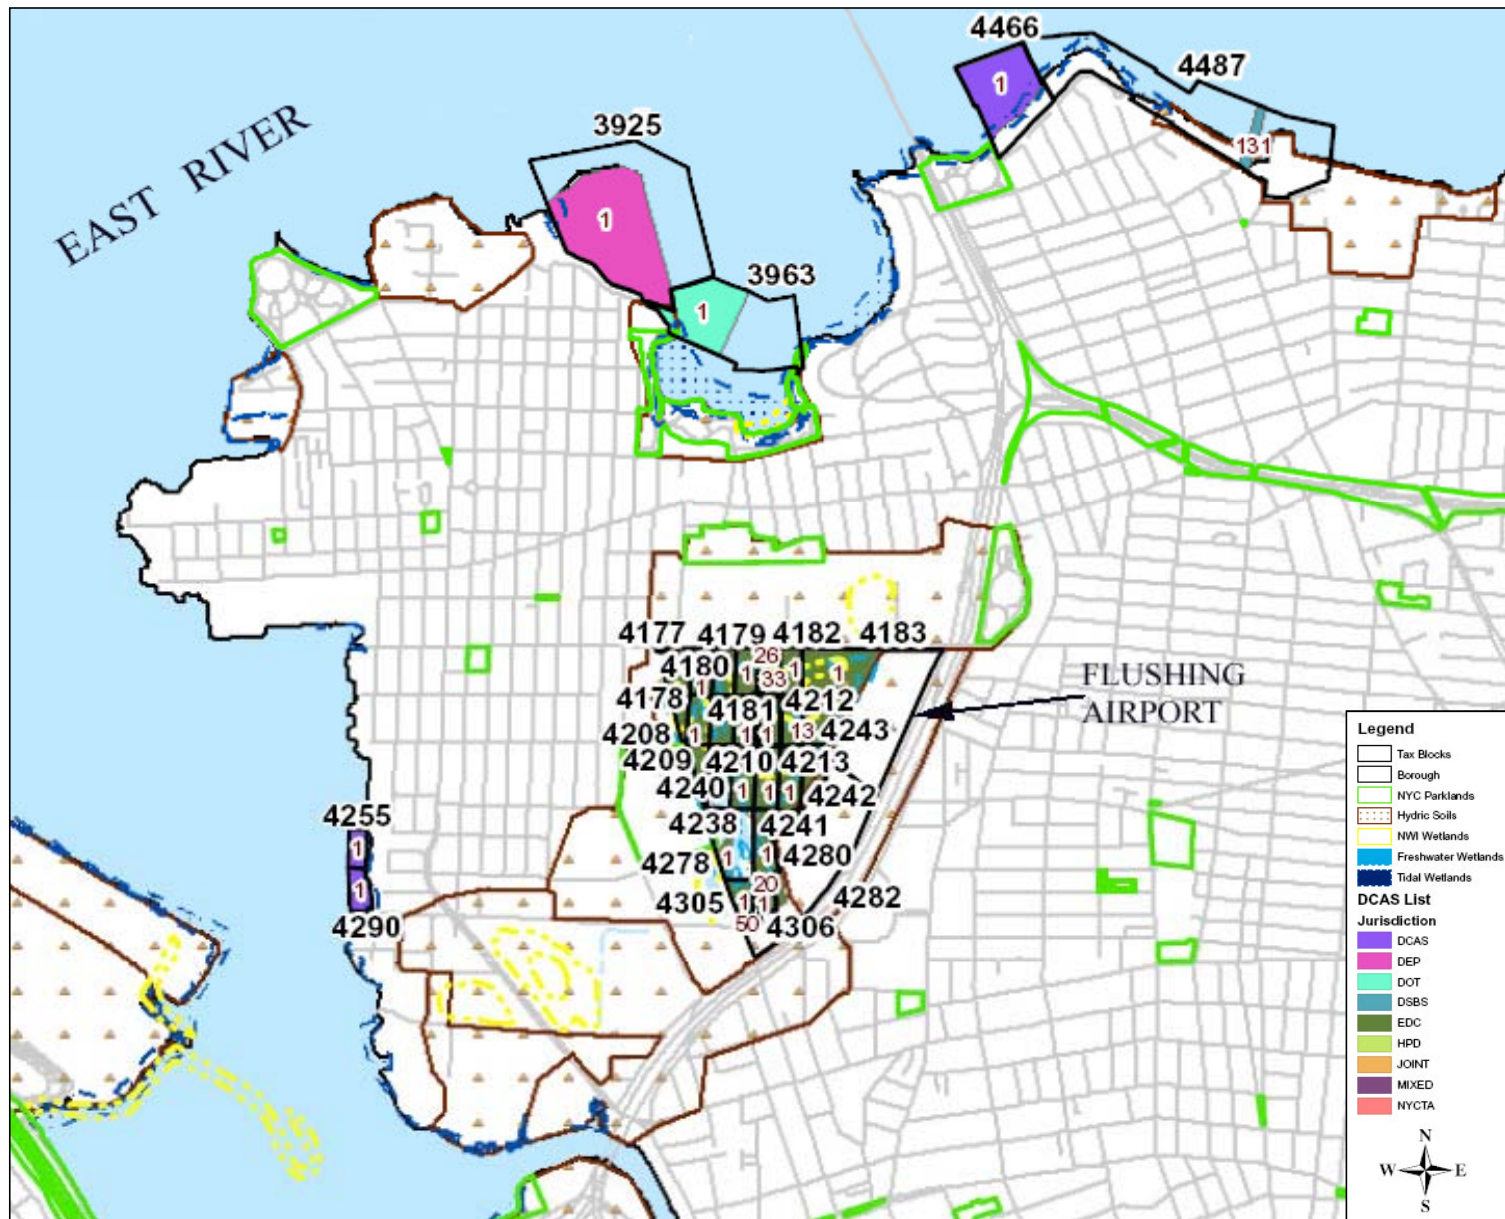 4466
4487
1
131
3925
1
EAST RIVER
3963
1
4177 4179 4182 4183
26
4180 1 33 1 1
1
4178 4212
4181
4208 1 1 1 13 4243
4209 4210 4213
4240 1 1 1 4242
4238 4241
4278 1 1 4280
20
4305 1 1 4282
50 4306
FLUSHING
AIRPORT
4255
1
1
4290
Legend
Tax Blocks
Borough
NYC Parklands
Hydric Soils
NWI Wetlands
Freshwater Wetlands
Tidal Wetlands
DCAS List
Jurisdiction
DCAS
DEP
DOT
DSBS
EDC
HPD
JOINT
MIXED
NYCTA
N
W E
S